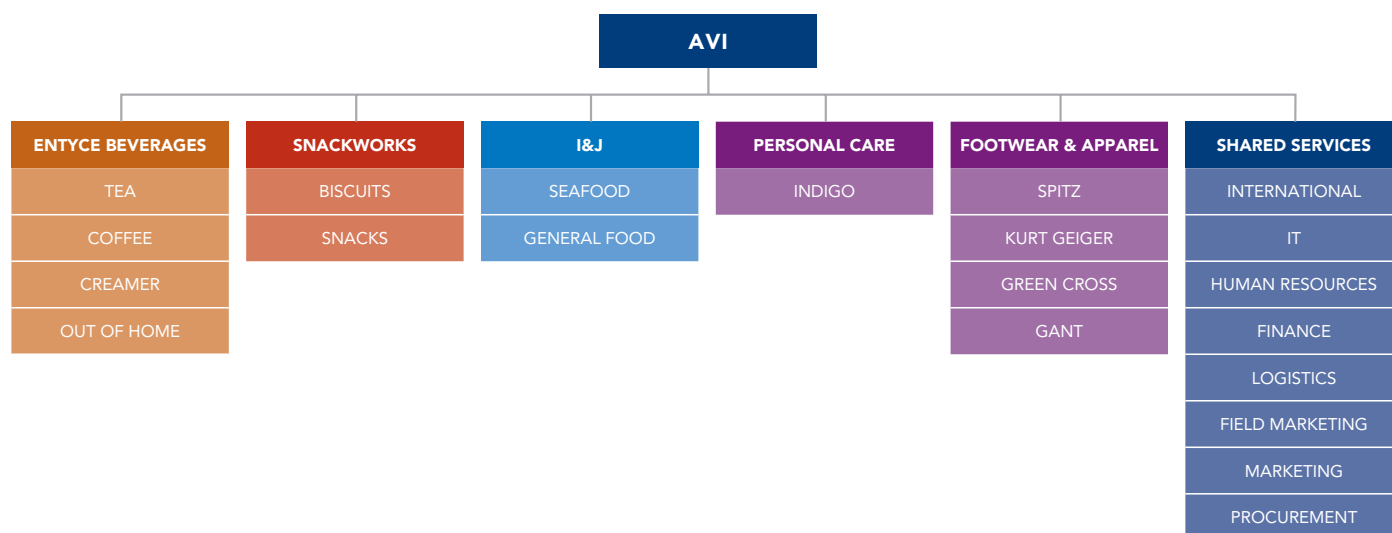 AVI
ENTYCE BEVERAGES
TEA
COFFEE
CREAMER
OUT OF HOME
SNACKWORKS
BISCUITS
SNACKS
I&J
SEAFOOD
GENERAL FOOD
PERSONAL CARE
INDIGO
FOOTWEAR & APPAREL
SPITZ
KURT GEIGER
GREEN CROSS
GANT
SHARED SERVICES
INTERNATIONAL
IT
HUMAN RESOURCES
FINANCE
LOGISTICS
FIELD MARKETING
MARKETING
PROCUREMENT